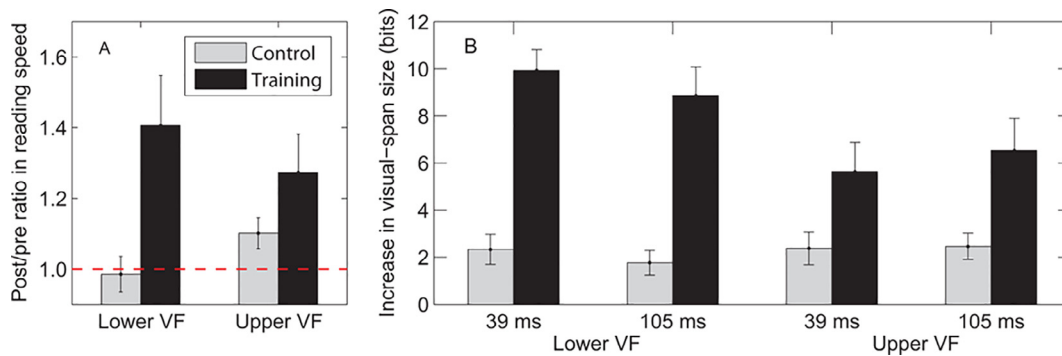 A
Control
Training
Post/pre ratio in reading speed
1.6
1.4
1.2
1.0
Lower VF Upper VF
B
Increase in visual-span size (bits)
12
10
8
6
4
2
0
39 ms 105 ms 39 ms 105 ms
Lower VF Upper VF